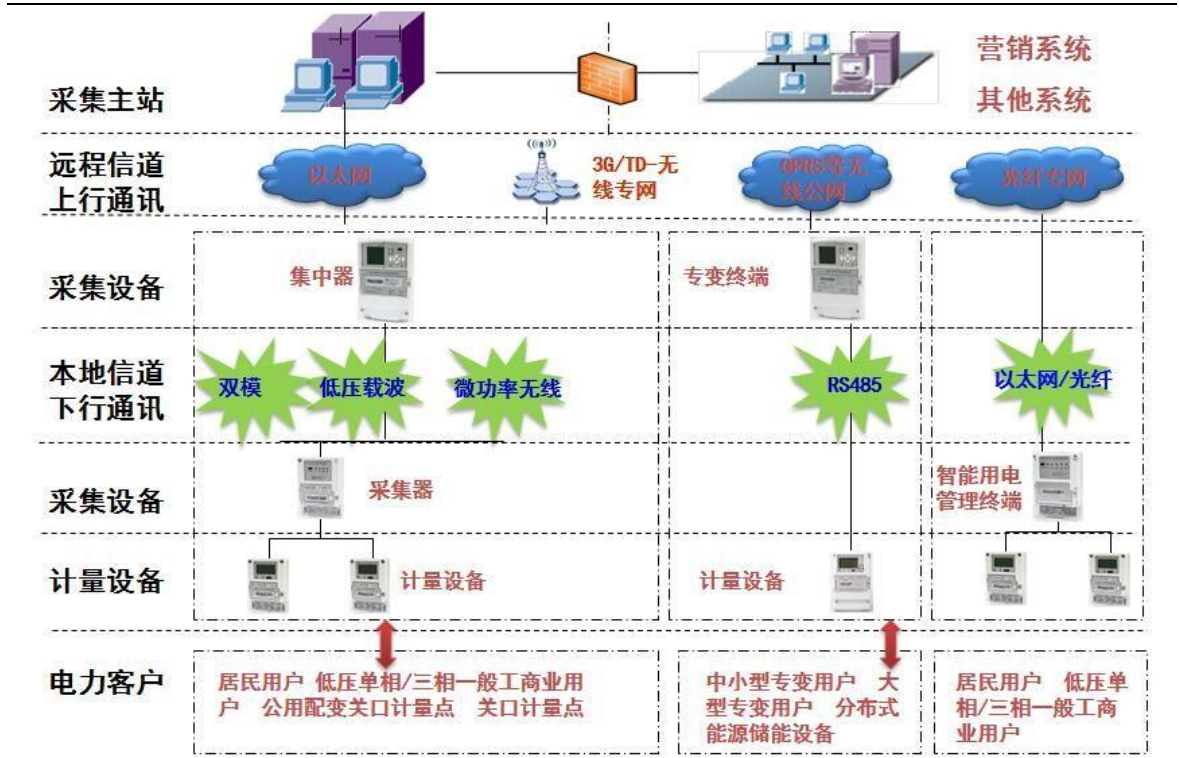 营销系统
采集主站
其他系统
远程信道
上行通讯
以太网
3G/TD-无
线专网
GPRS等无
线公网
光纤专网
采集设备
集中器
专变终端
本地信道
下行通讯
双模
低压载波
微功率无线
RS485
以太网/光纤
采集设备
采集器
智能用电
管理终端
计量设备
计量设备
计量设备
电力客户
居民用户 低压单相/三相一般工商业用
户 公用配变关口计量点 关口计量点
中小型专变用户 大
型专变用户 分布式
能源储能设备
居民用户 低压单
相/三相一般工商
业用户